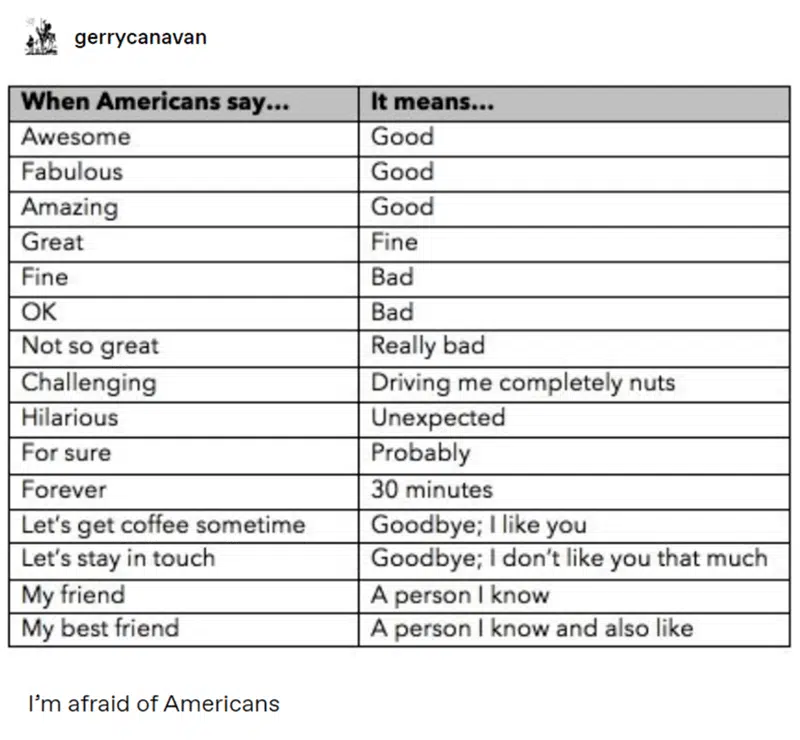 gerrycanavan
When Americans say... It means...
Awesome Good
Fabulous Good
Amazing Good
Great Fine
Fine Bad
OK Bad
Not so great Really bad
Challenging Driving me completely nuts
Hilarious Unexpected
For sure Probably
Forever 30 minutes
Let's get coffee sometime Goodbye; I like you
Let's stay in touch Goodbye; I don't like you that much
My friend A person I know
My best friend A person I know and also like
I'm afraid of Americans